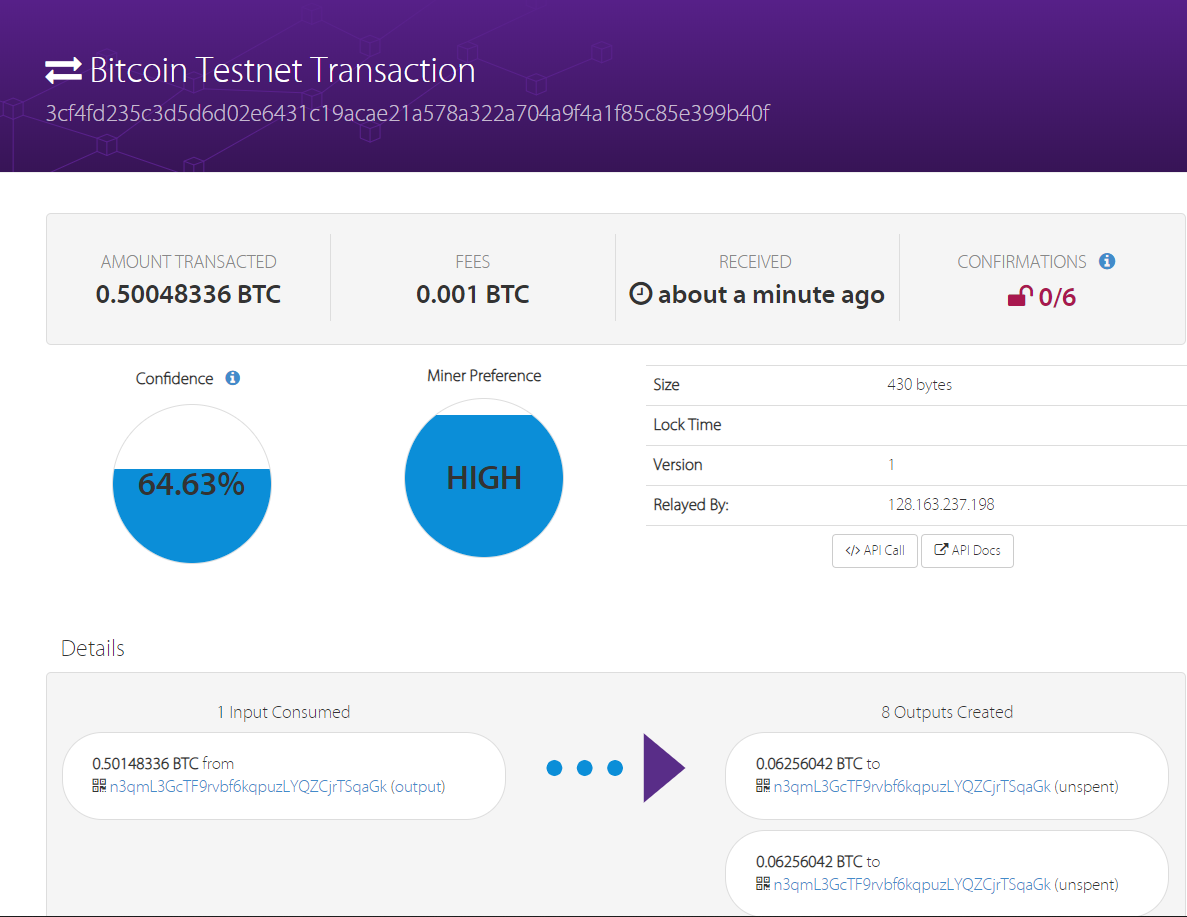 Bitcoin Testnet Transaction
3cf4fd235c3d5d6d02e6431c19acae21a578a322a704a9f4a1f85c85e399b40f
AMOUNT TRANSACTED
0.50048336 BTC
FEES
0.001 BTC
RECEIVED
about a minute ago
CONFIRMATIONS
0/6
Confidence
64.63%
Miner Preference
HIGH
Size 430 bytes
Lock Time
Version 1
Relayed By: 128.163.237.198
</> API Call
API Docs
Details
1 Input Consumed
0.50148336 BTC from
n3qmL3GcTF9rvbf6kqpuzLYQZCjrTSqaGk (output)
8 Outputs Created
0.06256042 BTC to
n3qmL3GcTF9rvbf6kqpuzLYQZCjrTSqaGk (unspent)
0.06256042 BTC to
n3qmL3GcTF9rvbf6kqpuzLYQZCjrTSqaGk (unspent)